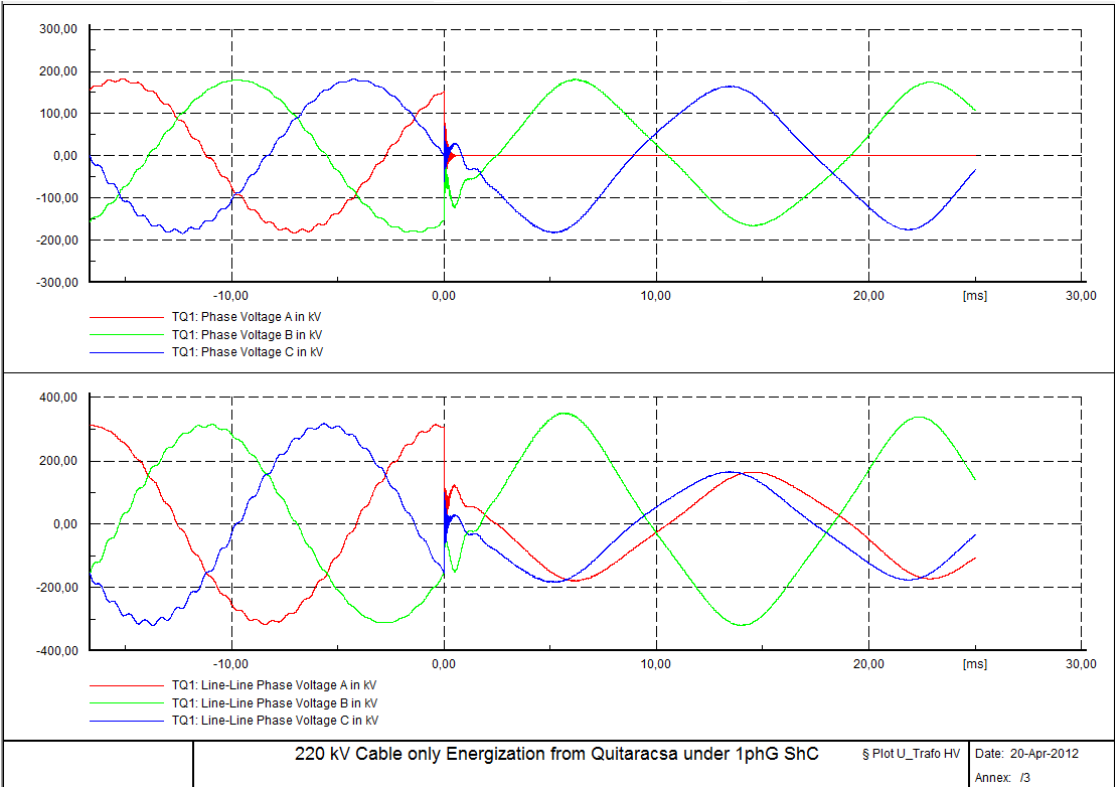 300,00
200,00
100,00
0,00
-100,00
-200,00
-300,00
-10,00 0,00 10,00 20,00 [ms] 30,00
TQ1: Phase Voltage A in kV
TQ1: Phase Voltage B in kV
TQ1: Phase Voltage C in kV
400,00
200,00
0,00
-200,00
-400,00
-10,00 0,00 10,00 20,00 [ms] 30,00
TQ1: Line-Line Phase Voltage A in kV
TQ1: Line-Line Phase Voltage B in kV
TQ1: Line-Line Phase Voltage C in kV
220 kV Cable only Energization from Quitaracsa under 1phG ShC § Plot U_Trafo HV Date: 20-Apr-2012
Annex: /3